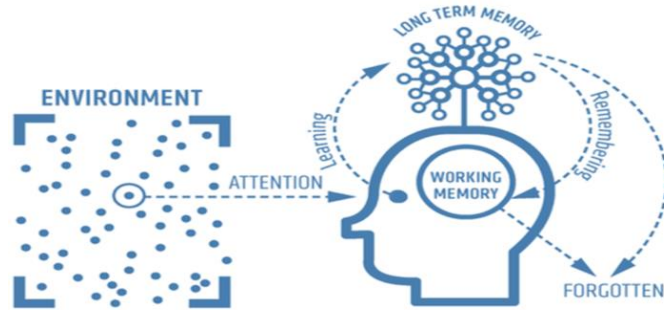 LONG TERM MEMORY
ENVIRONMENT
Learning
Remembering
ATTENTION
WORKING
MEMORY
FORGOTTEN